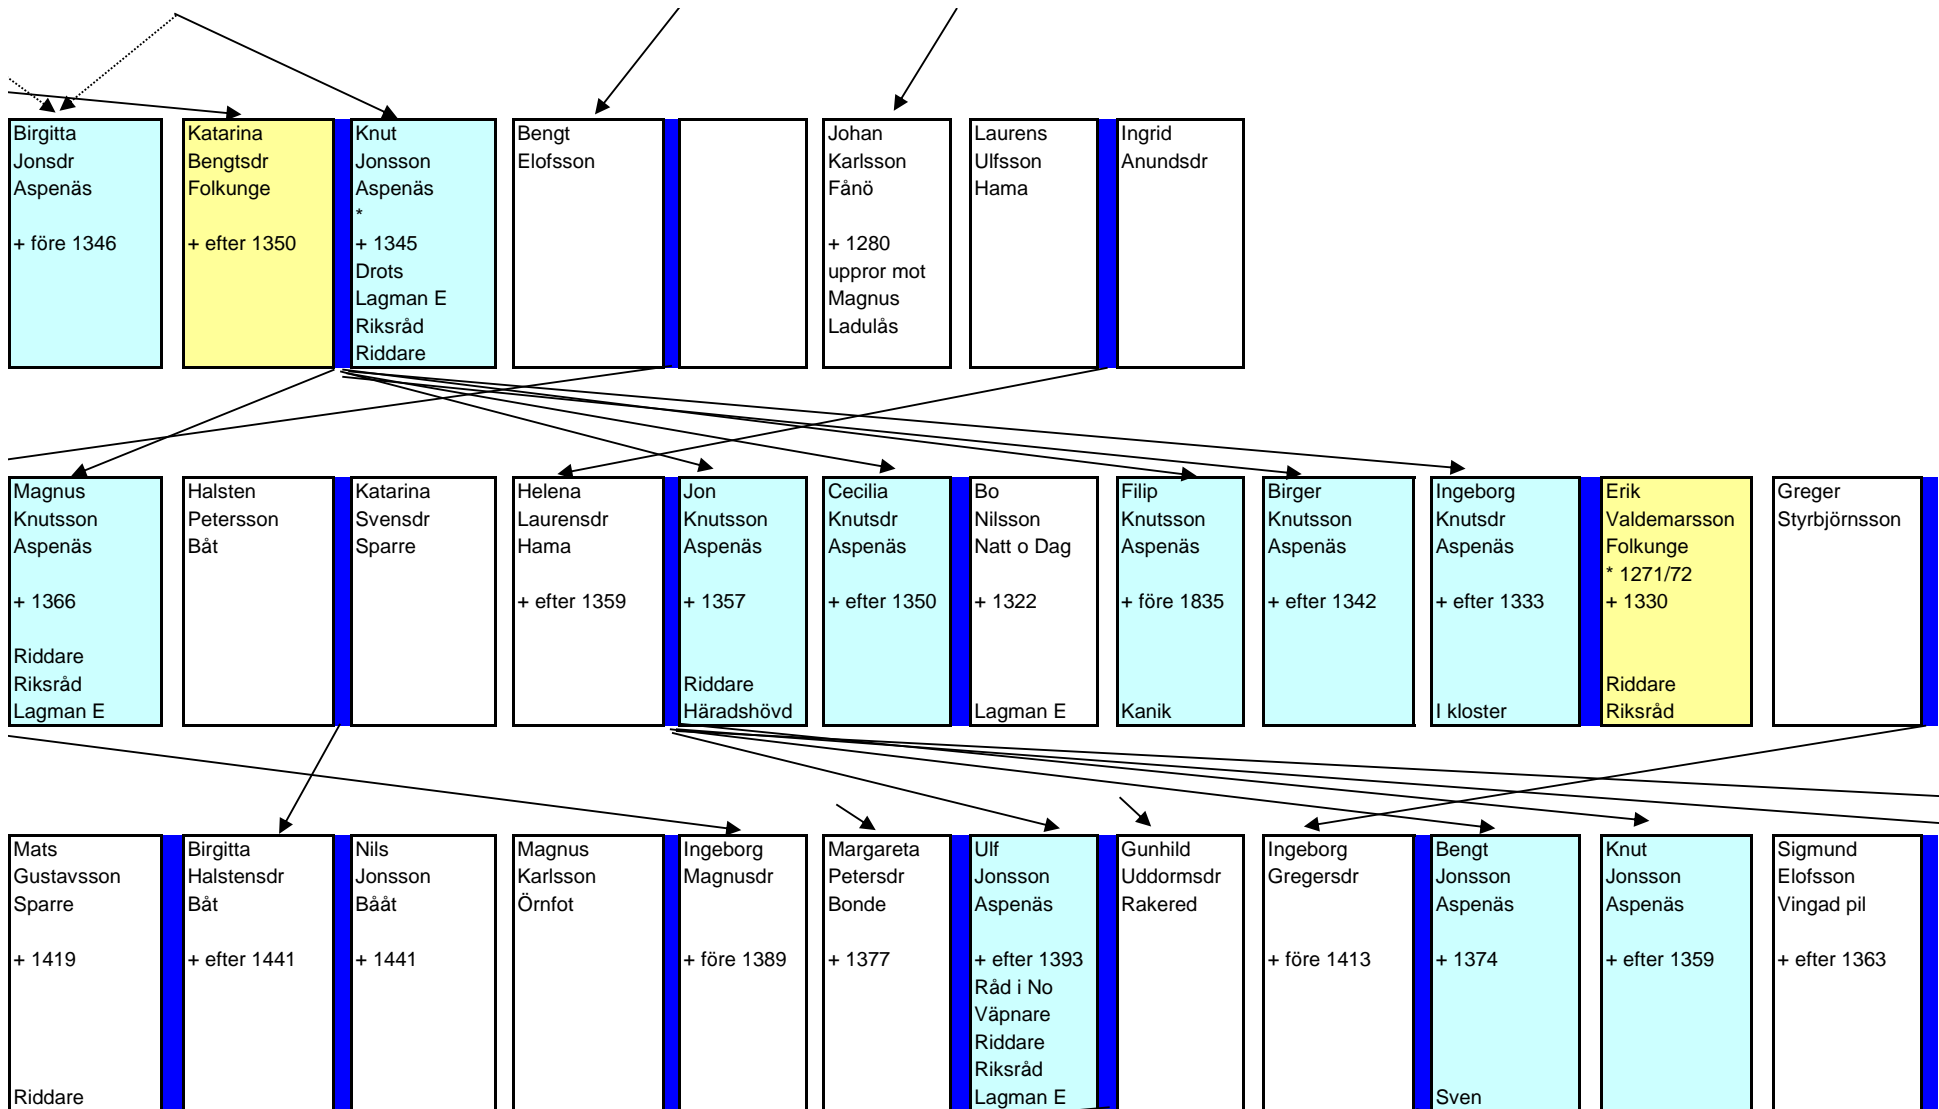 Birgitta
Jonsdr
Aspenäs
+ före 1346
Katarina
Bengtsdr
Folkunge
+ efter 1350
Knut
Jonsson
Aspenäs
*
+ 1345
Drots
Lagman E
Riksråd
Riddare
Bengt
Elofsson
Johan
Karlsson
Fånö
+ 1280
uppror mot
Magnus
Ladulås
Laurens
Ulfsson
Hama
Ingrid
Anundsdr
Magnus
Knutsson
Aspenäs
+ 1366
Riddare
Riksråd
Lagman E
Halsten
Petersson
Båt
Katarina
Svensdr
Sparre
Helena
Laurensdr
Hama
+ efter 1359
Jon
Knutsson
Aspenäs
+ 1357
Riddare
Häradshövd
Cecilia
Knutsdr
Aspenäs
+ efter 1350
Bo
Nilsson
Natt o Dag
+ 1322
Lagman E
Filip
Knutsson
Aspenäs
+ före 1835
Kanik
Birger
Knutsson
Aspenäs
+ efter 1342
Ingeborg
Knutsdr
Aspenäs
+ efter 1333
I kloster
Erik
Valdemarsson
Folkunge
* 1271/72
+ 1330
Riddare
Riksråd
Greger
Styrbjörnsson
Mats
Gustavsson
Sparre
+ 1419
Riddare
Birgitta
Halstensdr
Båt
+ efter 1441
Nils
Jonsson
Bååt
+ 1441
Magnus
Karlsson
Örnfot
Ingeborg
Magnusdr
+ före 1389
Margareta
Petersdr
Bonde
+ 1377
Ulf
Jonsson
Aspenäs
+ efter 1393
Råd i No
Väpnare
Riddare
Riksråd
Lagman E
Gunhild
Uddormsdr
Rakered
Ingeborg
Gregersdr
+ före 1413
Bengt
Jonsson
Aspenäs
+ 1374
Sven
Knut
Jonsson
Aspenäs
+ efter 1359
Sigmund
Elofsson
Vingad pil
+ efter 1363